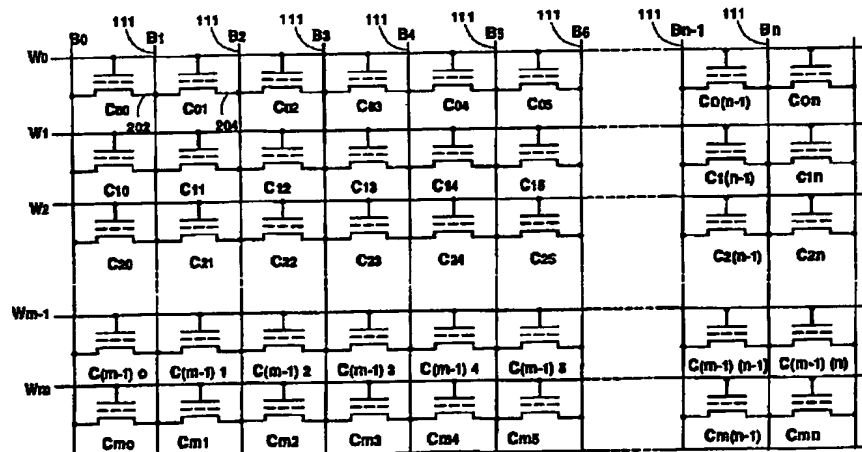 111 111 111 111 111 111 111 111
B0 B1 B2 B3 B4 B5 B6 Bn-1 Bn
W0
C00 C01 C02 C03 C04 C05 C0(n-1) C0n
202 204
W1
C10 C11 C12 C13 C14 C15 C1(n-1) C1n
W2
C20 C21 C22 C23 C24 C25 C2(n-1) C2n
Wm-1
C(m-1) 0 C(m-1) 1 C(m-1) 2 C(m-1) 3 C(m-1) 4 C(m-1) 5 C(m-1) (n-1) C(m-1) (n)
Wm
Cm0 Cm1 Cm2 Cm3 Cm4 Cm5 Cm(n-1) Cmn